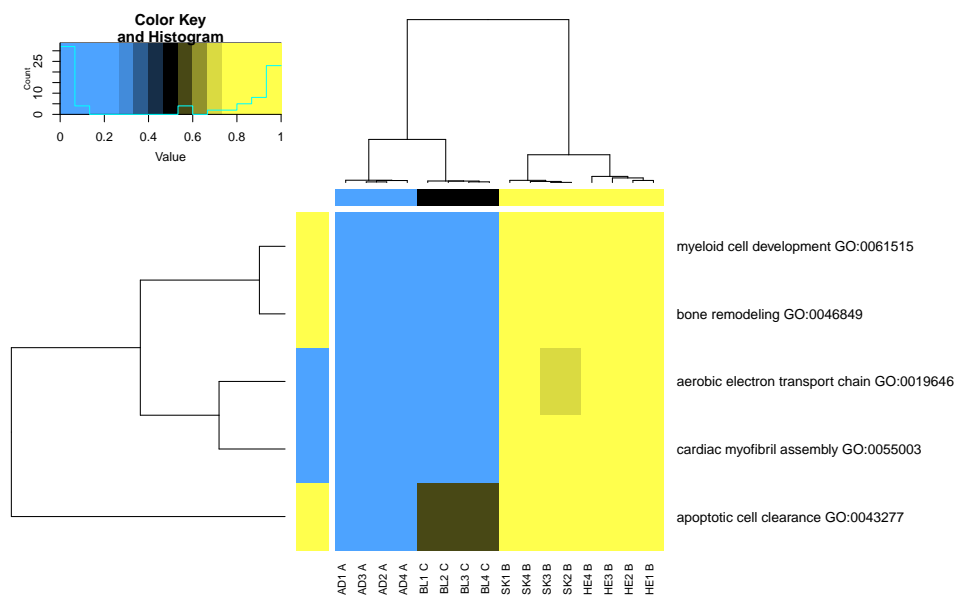 Color Key
and Histogram
Count
0 10 25
0 0.2 0.4 0.6 0.8 1
Value
myeloid cell development GO:0061515
bone remodeling GO:0046849
aerobic electron transport chain GO:0019646
cardiac myofibril assembly GO:0055003
apoptotic cell clearance GO:0043277
AD1 A
AD3 A
AD2 A
AD4 A
BL1 C
BL2 C
BL3 C
BL4 C
SK1 B
SK4 B
SK3 B
SK2 B
HE4 B
HE3 B
HE2 B
HE1 B